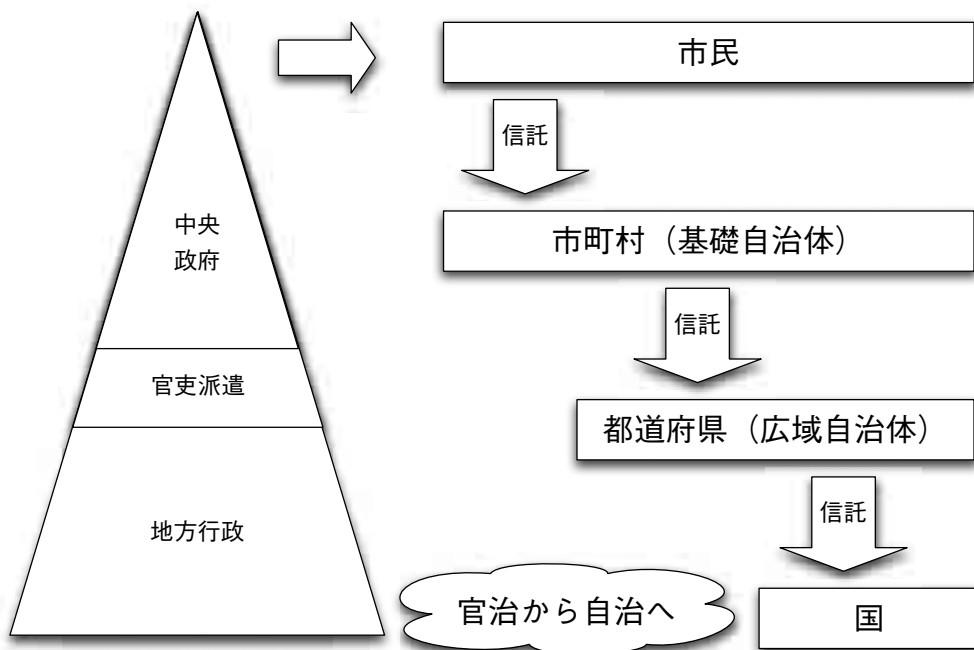 中央
政府
官吏派遣
地方行政
市民
信託
市町村（基礎自治体）
信託
都道府県（広域自治体）
信託
国
官治から自治へ